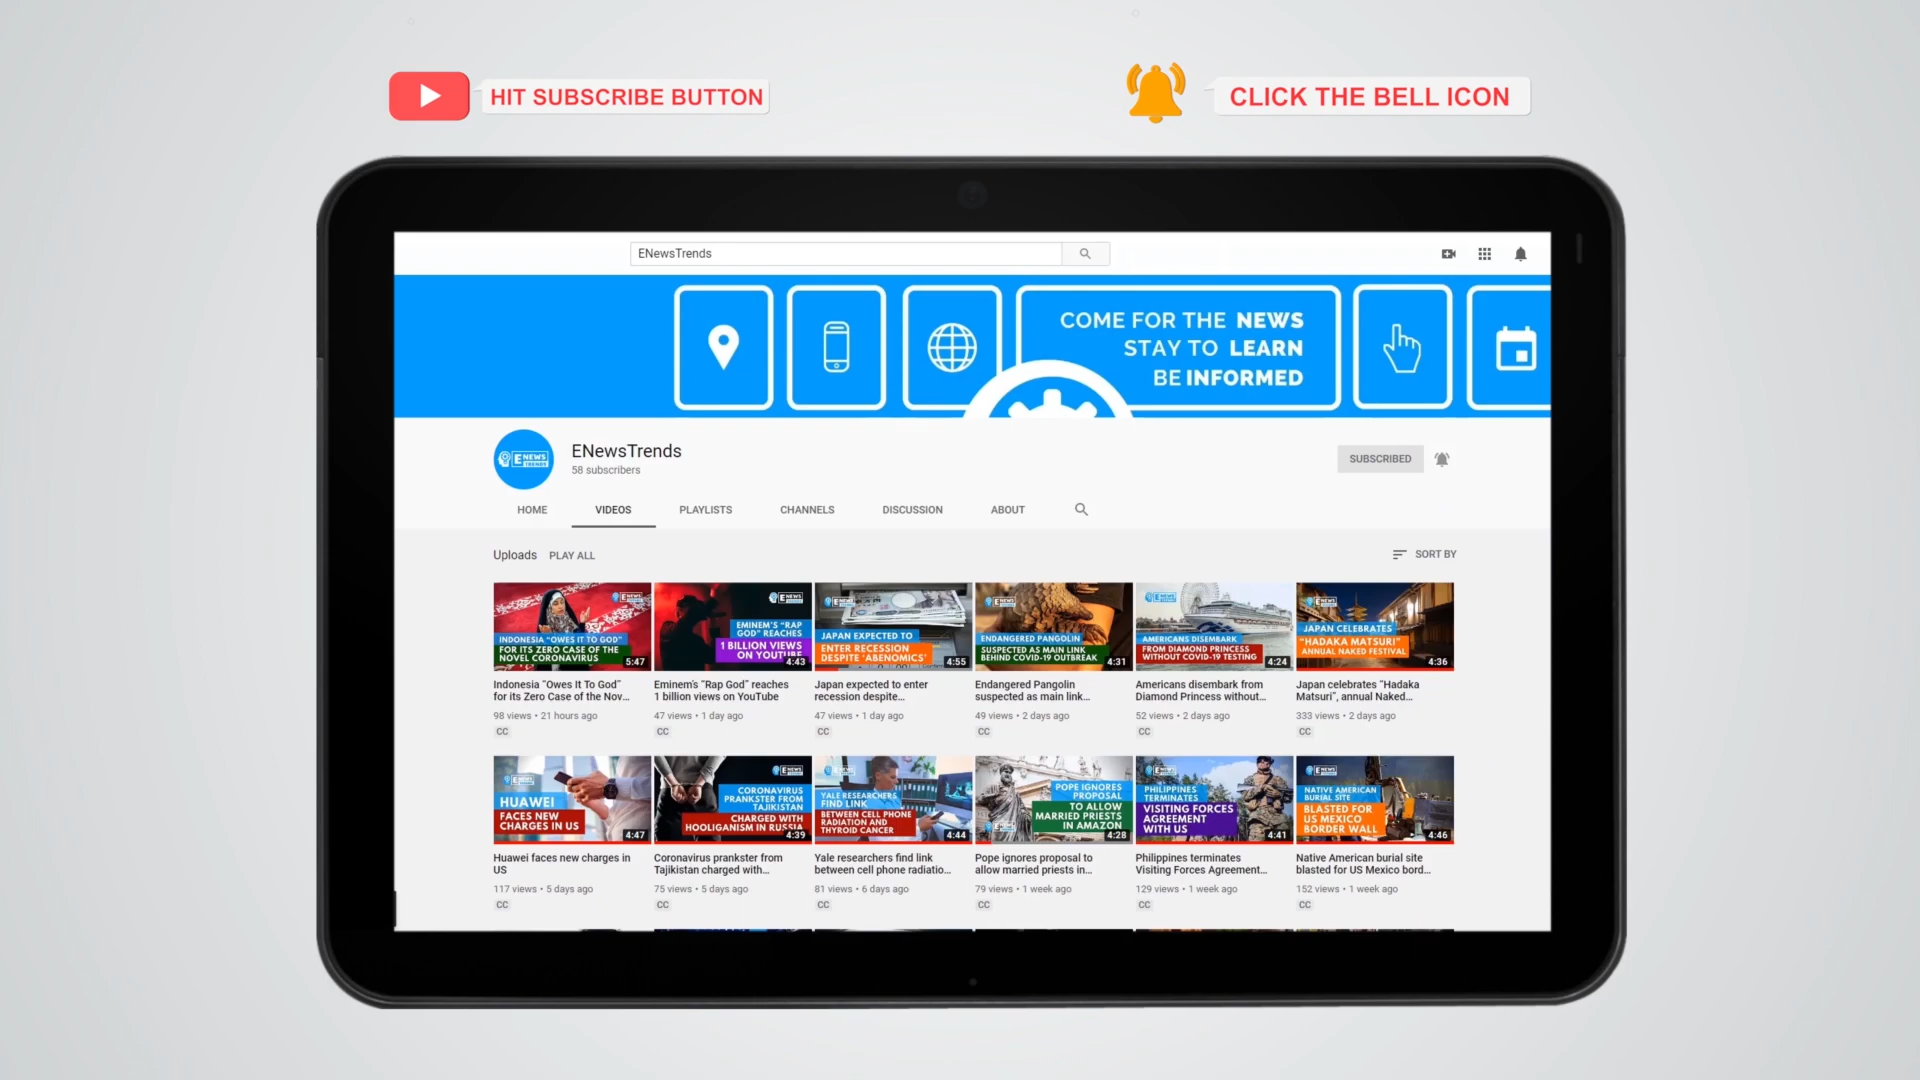 HIT SUBSCRIBE BUTTON
CLICK THE BELL ICON
ENewsTrends
COME FOR THE NEWS
STAY TO LEARN
BE INFORMED
E NEWS
TRENDS
ENewsTrends
58 subscribers
SUBSCRIBED
HOME VIDEOS PLAYLISTS CHANNELS DISCUSSION ABOUT
Uploads PLAY ALL
SORT BY
INDONESIA "OWES IT TO GOD"
FOR ITS ZERO CASE OF THE
NOVEL CORONAVIRUS
5:47
EMINEM'S "RAP
GOD" REACHES
1 BILLION VIEWS
ON YOUTUBE
4:43
JAPAN EXPECTED TO
ENTER RECESSION
DESPITE 'ABENOMICS'
4:55
ENDANGERED PANGOLIN
SUSPECTED AS MAIN LINK
BEHIND COVID-19 OUTBREAK
4:31
AMERICANS DISEMBARK
FROM DIAMOND PRINCESS
WITHOUT COVID-19 TESTING
4:24
JAPAN CELEBRATES
"HADAKA MATSURI"
ANNUAL NAKED FESTIVAL
4:36
Indonesia "Owes It To God"
for its Zero Case of the Nov...
98 views • 21 hours ago
CC
Eminem's "Rap God" reaches
1 billion views on YouTube
47 views • 1 day ago
CC
Japan expected to enter
recession despite...
47 views • 1 day ago
CC
Endangered Pangolin
suspected as main link...
49 views • 2 days ago
CC
Americans disembark from
Diamond Princess without...
52 views • 2 days ago
CC
Japan celebrates "Hadaka
Matsuri", annual Naked...
333 views • 2 days ago
CC
HUAWEI
FACES NEW
CHARGES IN US
4:47
CORONAVIRUS
PRANKSTER FROM
TAJIKISTAN
CHARGED WITH
HOOLIGANISM IN RUSSIA
4:39
YALE RESEARCHERS
FIND LINK
BETWEEN CELL PHONE
RADIATION AND
THYROID CANCER
4:44
POPE IGNORES
PROPOSAL
TO ALLOW
MARRIED PRIESTS
IN AMAZON
4:28
PHILIPPINES
TERMINATES
VISITING FORCES
AGREEMENT
WITH US
4:41
NATIVE AMERICAN
BURIAL SITE
BLASTED FOR
US MEXICO
BORDER WALL
4:46
Huawei faces new charges in
US
117 views • 5 days ago
CC
Coronavirus prankster from
Tajikistan charged with...
75 views • 5 days ago
CC
Yale researchers find link
between cell phone radiatio...
81 views • 6 days ago
CC
Pope ignores proposal to
allow married priests in...
79 views • 1 week ago
CC
Philippines terminates
Visiting Forces Agreement...
129 views • 1 week ago
CC
Native American burial site
blasted for US Mexico bord...
152 views • 1 week ago
CC